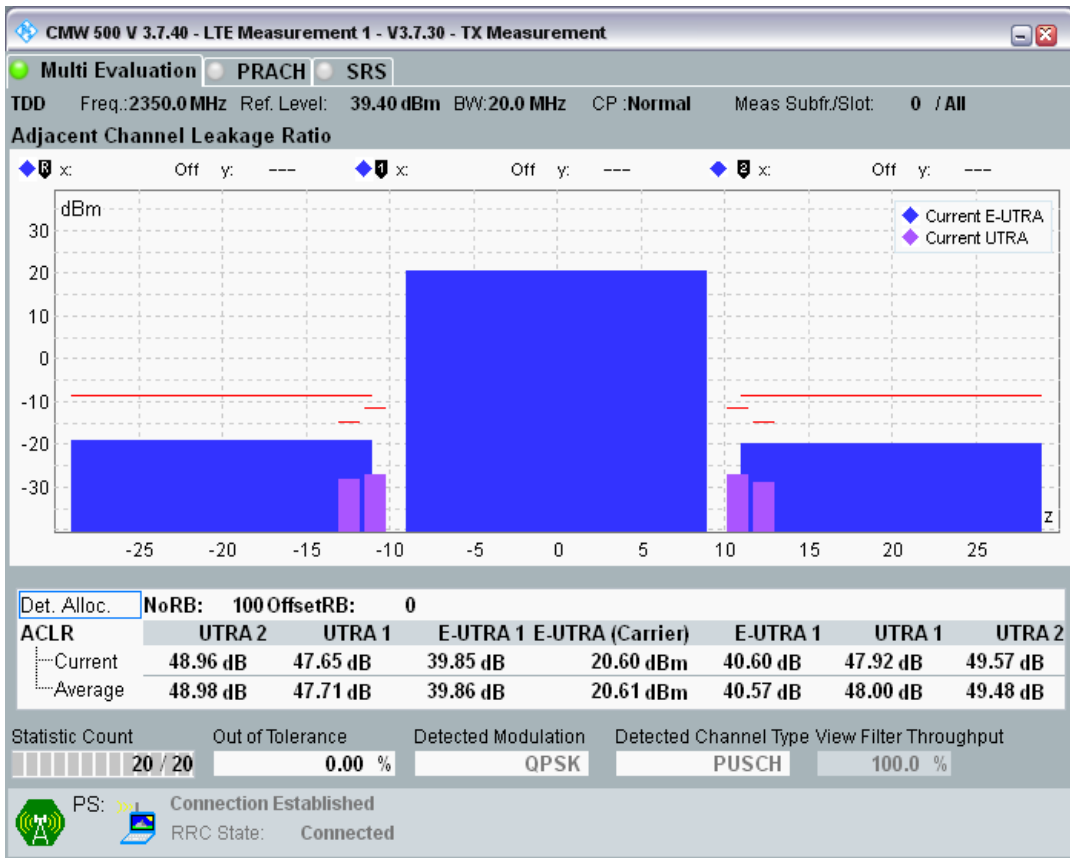 CMW 500 V 3.7.40 - LTE Measurement 1 - V3.7.30 - TX Measurement
Multi Evaluation PRACH SRS
TDD Freq.:2350.0 MHz Ref. Level: 39.40 dBm BW:20.0 MHz CP :Normal Meas Subfr./Slot: 0 / All
Adjacent Channel Leakage Ratio
R x: Off y: --- 1 x: Off y: --- 2 x: Off y: ---
dBm
Current E-UTRA
Current UTRA
30
20
10
0
-10
-20
-30
z
-25 -20 -15 -10 -5 0 5 10 15 20 25
Det. Alloc. NoRB: 100 OffsetRB: 0
ACLR UTRA 2 UTRA 1 E-UTRA 1 E-UTRA (Carrier) E-UTRA 1 UTRA 1 UTRA 2
Current 48.96 dB 47.65 dB 39.85 dB 20.60 dBm 40.60 dB 47.92 dB 49.57 dB
Average 48.98 dB 47.71 dB 39.86 dB 20.61 dBm 40.57 dB 48.00 dB 49.48 dB
Statistic Count Out of Tolerance Detected Modulation Detected Channel Type View Filter Throughput
20 / 20 0.00 % QPSK PUSCH 100.0 %
PS: Connection Established
RRC State: Connected